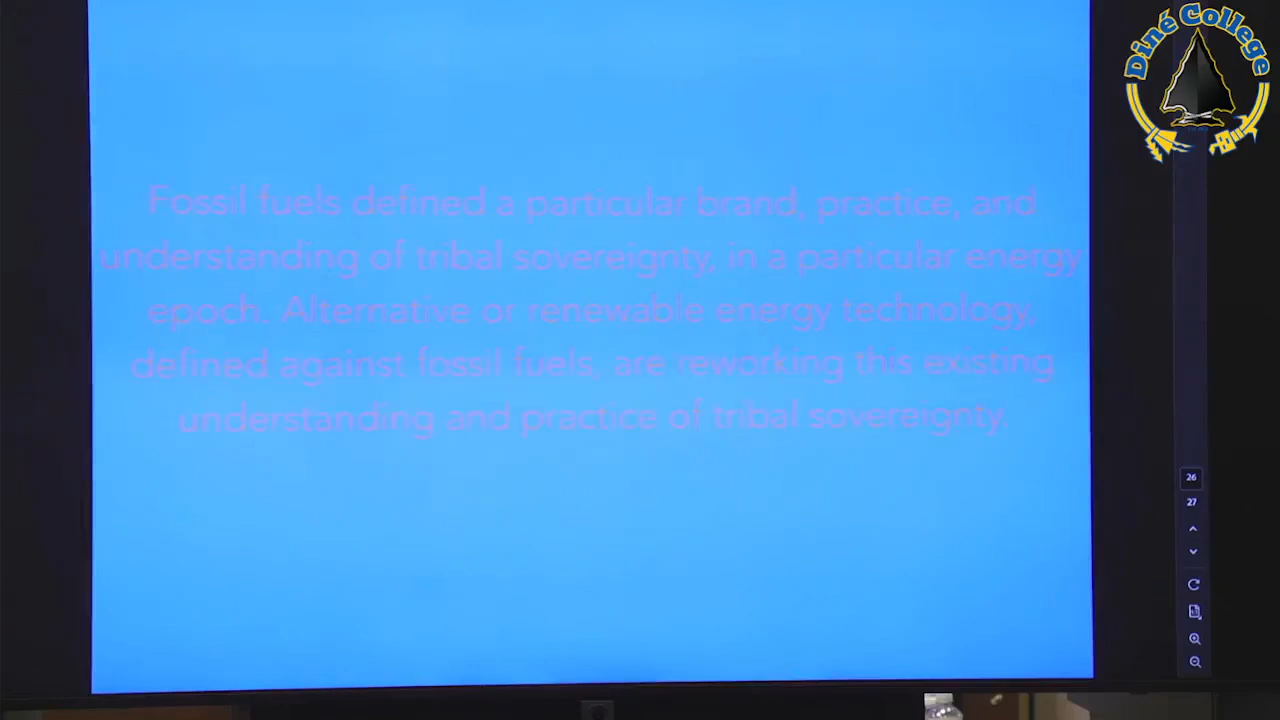 Diné College
Fossil fuels defined a particular brand, practice, and
understanding of tribal sovereignty, in a particular energy
epoch. Alternative or renewable energy technology,
defined against fossil fuels, are reworking this existing
understanding and practice of tribal sovereignty.
26
27